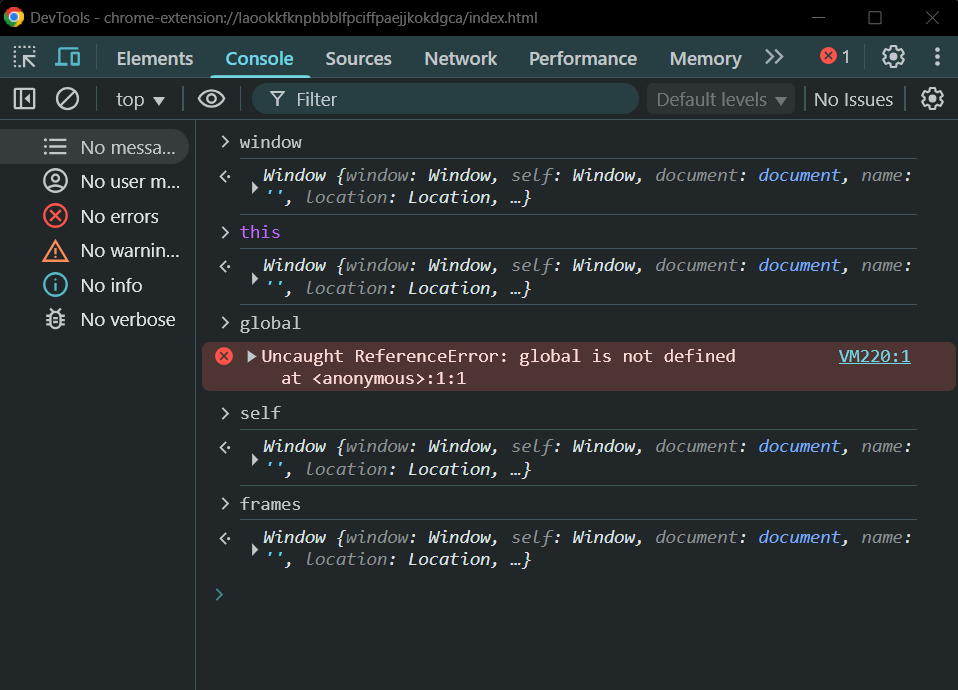 DevTools - chrome-extension://laookkfknpbbblfpciffpaejjkokdgca/index.html
Elements Console Sources Network Performance Memory 1
top Filter Default levels No Issues
No messa...
No user m...
No errors
No warnin...
No info
No verbose
window
Window {window: Window, self: Window, document: document, name:
'', location: Location, …}
this
Window {window: Window, self: Window, document: document, name:
'', location: Location, …}
global
Uncaught ReferenceError: global is not defined VM220:1
at <anonymous>:1:1
self
Window {window: Window, self: Window, document: document, name:
'', location: Location, …}
frames
Window {window: Window, self: Window, document: document, name:
'', location: Location, …}